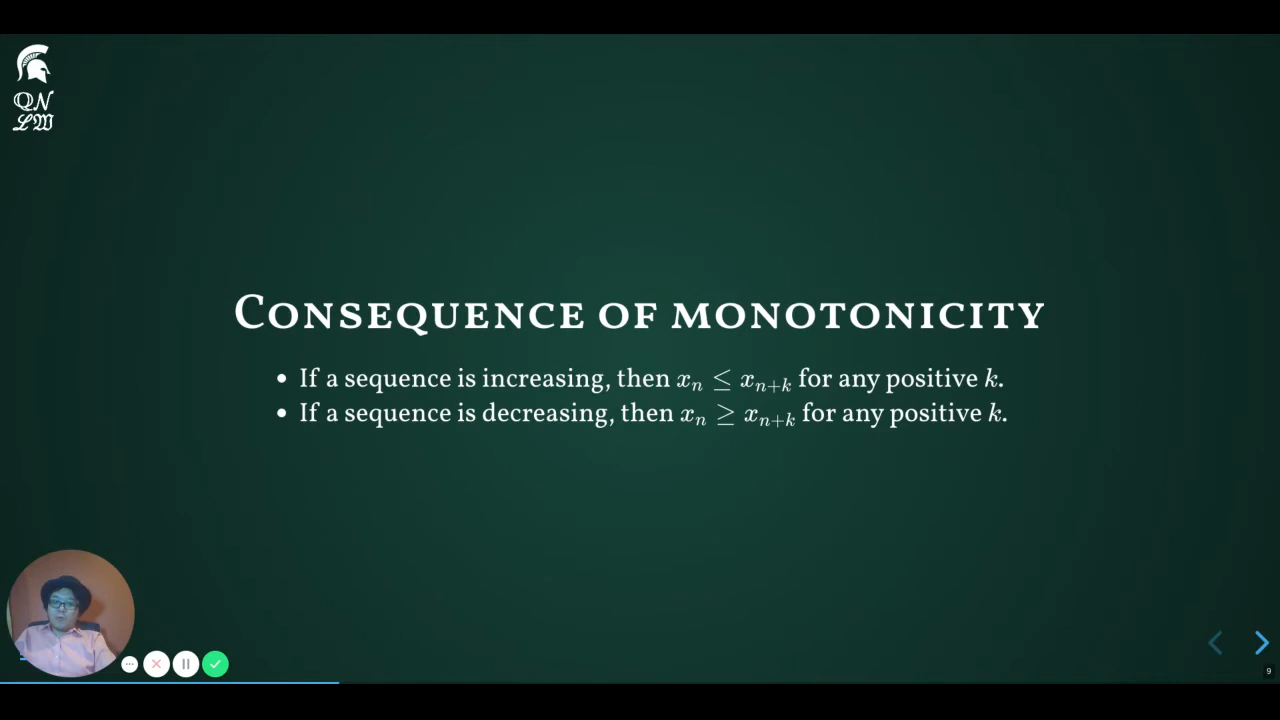 QN
LW
Consequence of monotonicity
• If a sequence is increasing, then xₙ ≤ xₙ₊ₖ for any positive k.
• If a sequence is decreasing, then xₙ ≥ xₙ₊ₖ for any positive k.
9